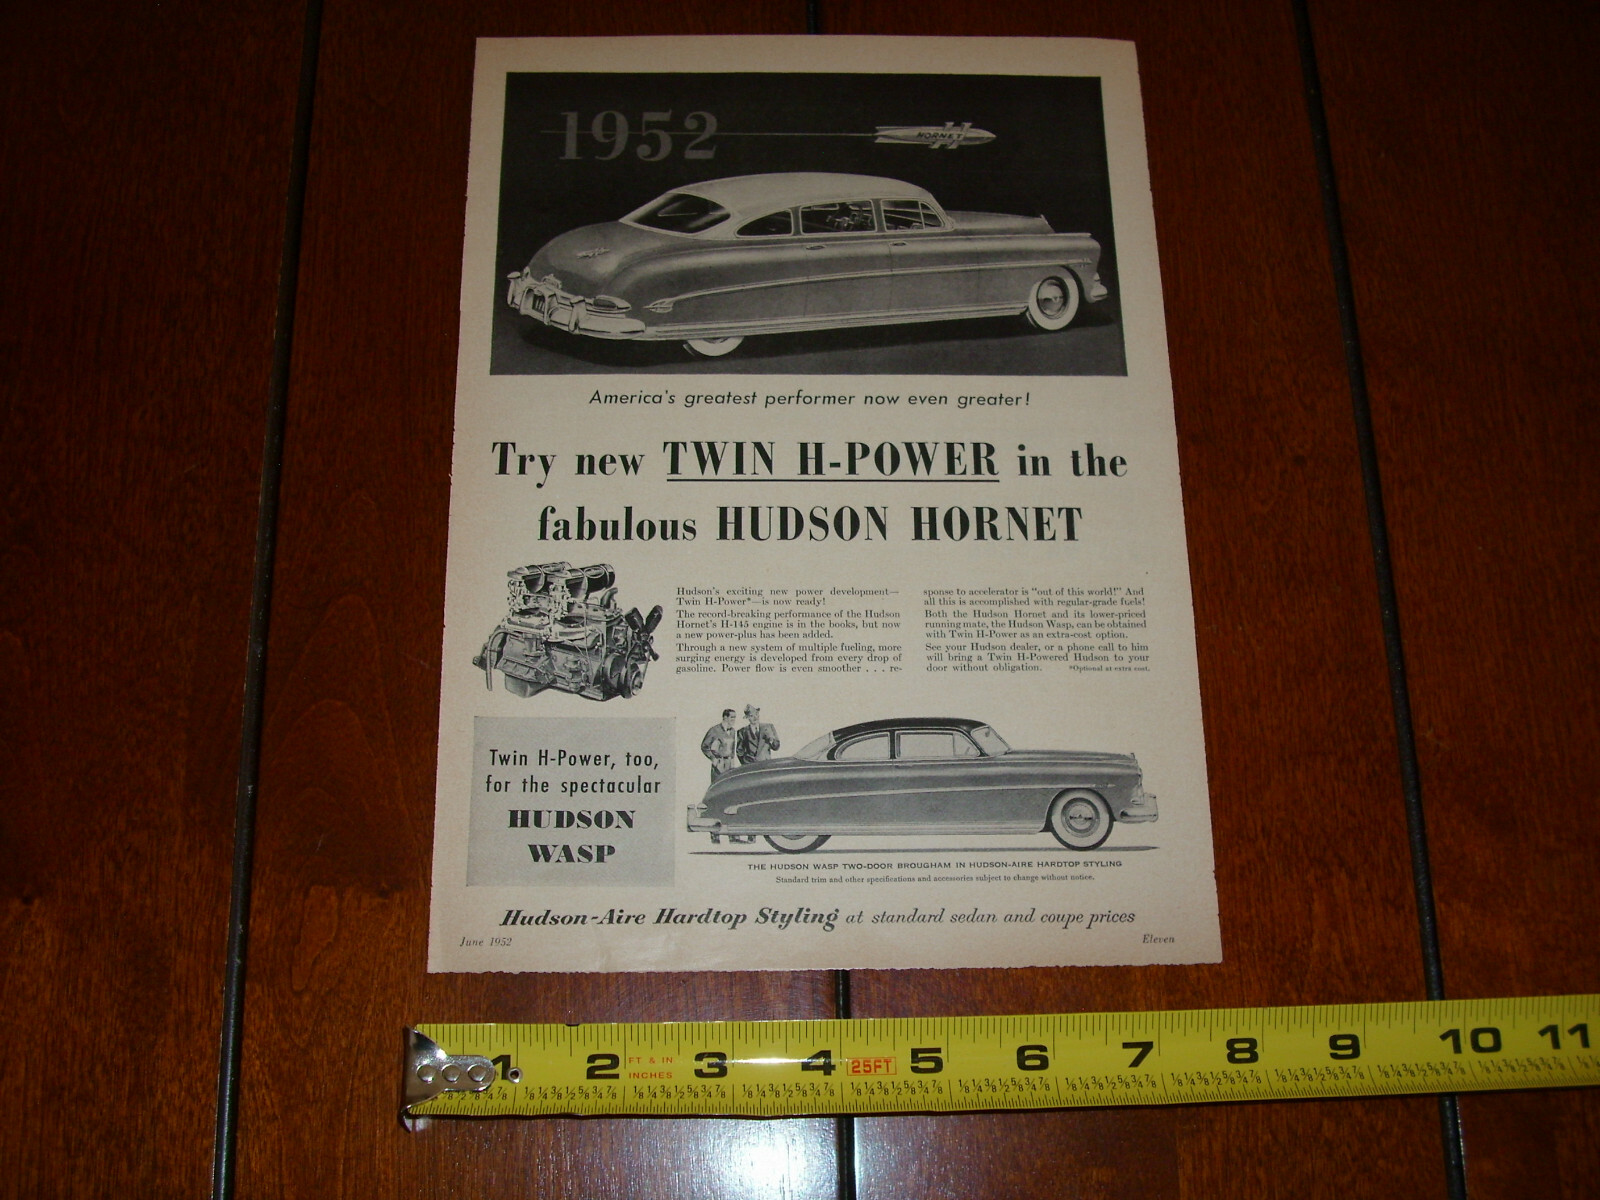 1952
HORNET
H
America's greatest performer now even greater!
Try new TWIN H-POWER in the
fabulous HUDSON HORNET
Hudson's exciting new power development—
Twin H-Power*—is now ready!
The record-breaking performance of the Hudson
Hornet's H-145 engine is in the books, but now
a new power-plus has been added.
Through a new system of multiple fueling, more
surging energy is developed from every drop of
gasoline. Power flow is even smoother . . . re-
sponse to accelerator is "out of this world!" And
all this is accomplished with regular-grade fuels!
Both the Hudson Hornet and its lower-priced
running mate, the Hudson Wasp, can be obtained
with Twin H-Power as an extra-cost option.
See your Hudson dealer, or a phone call to him
will bring a Twin H-Powered Hudson to your
door without obligation. *Optional at extra cost.
Twin H-Power, too,
for the spectacular
HUDSON
WASP
THE HUDSON WASP TWO-DOOR BROUGHAM IN HUDSON-AIRE HARDTOP STYLING
Standard trim and other specifications and accessories subject to change without notice.
Hudson-Aire Hardtop Styling at standard sedan and coupe prices
June 1952
Eleven
1 2 FT & IN INCHES 3 4 25FT 5 6 7 8 9 10 11